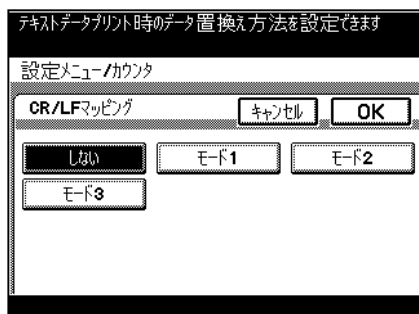 テキストデータプリント時のデータ置換え方法を設定できます
設定メニュー/カウンタ
CR/LFマッピング キャンセル OK
しない モード1 モード2
モード3